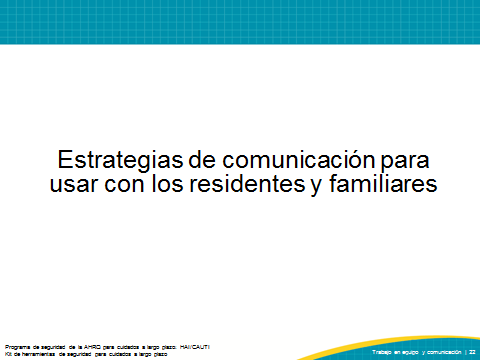 Estrategias de comunicación para
usar con los residentes y familiares
Programa de seguridad de la AHRQ para cuidados a largo plazo: HAI/CAUTI
Kit de herramientas de seguridad para cuidados a largo plazo
Trabajo en equipo y comunicación | 22